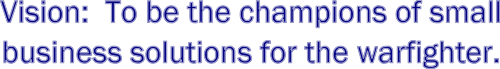 Vision:  To be the champions of small
business solutions for the warfighter.